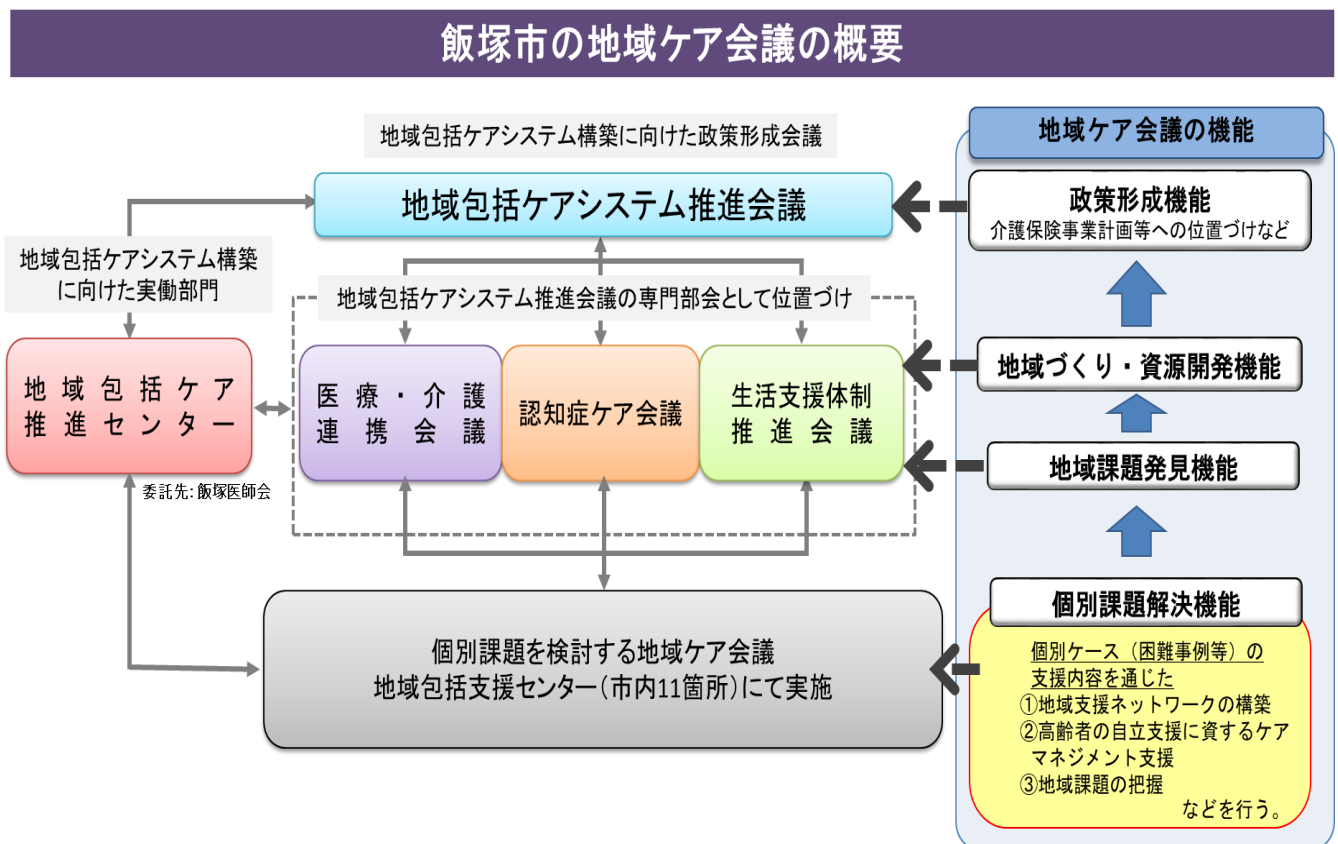 飯塚市の地域ケア会議の概要
地域包括ケアシステム構築に向けた政策形成会議
地域包括ケアシステム推進会議
地域包括ケアシステム構築
に向けた実働部門
地域包括ケアシステム推進会議の専門部会として位置づけ
地域包括ケア
推進センター
委託先：飯塚医師会
医療・介護
連携会議
認知症ケア会議
生活支援体制
推進会議
個別課題を検討する地域ケア会議
地域包括支援センター（市内11箇所）にて実施
地域ケア会議の機能
政策形成機能
介護保険事業計画等への位置づけなど
地域づくり・資源開発機能
地域課題発見機能
個別課題解決機能
個別ケース（困難事例等）の
支援内容を通じた
①地域支援ネットワークの構築
②高齢者の自立支援に資するケア
マネジメント支援
③地域課題の把握
などを行う。